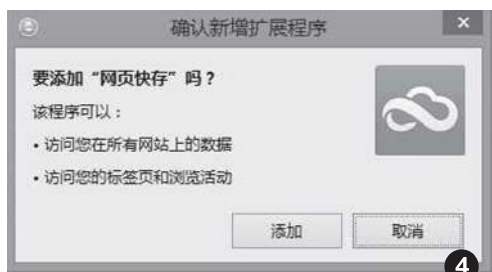 确认新增扩展程序
要添加“网页快存”吗？
该程序可以：
• 访问您在所有网站上的数据
• 访问您的标签页和浏览活动
添加 取消
4